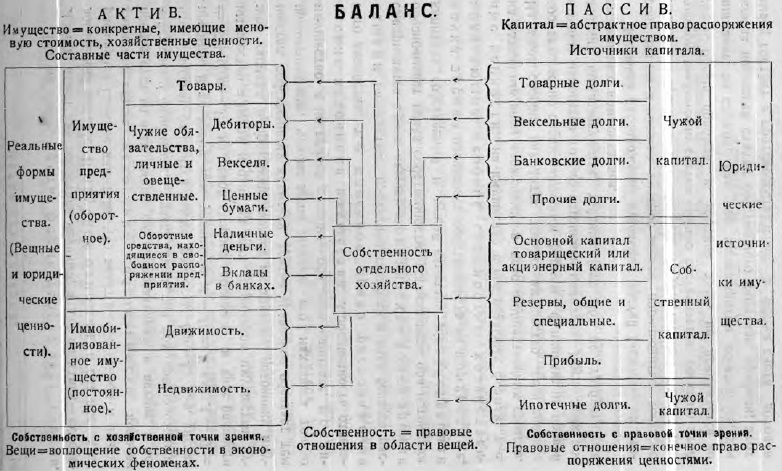 АКТИВ.
Имущество = конкретные, имеющие мено-
вую стоимость, хозяйственные ценности.
Составные части имущества.
БАЛАНС.
ПАССИВ.
Капитал = абстрактное право распоряжения
имуществом.
Источники капитала.
Реальные
формы
имуще-
ства.
(Вещные
и юриди-
ческие
ценно-
сти).
Имуще-
ство
пред-
приятия
(оборот-
ное).
Товары.
Чужие обя-
зательства,
личные и
овеще-
ствленные.
Дебиторы.
Векселя.
Ценные
бумаги.
Оборотные
средства, нахо-
дящиеся в сво-
бодном распо-
ряжении пред-
приятия.
Наличные
деньги.
Вклады
в банках.
Иммоби-
лизован-
ное иму-
щество
(постоян-
ное).
Движимость.
Недвижимость.
Собственность
отдельного
хозяйства.
Товарные долги.
Вексельные долги.
Банковские долги.
Прочие долги.
Чужой
капитал.
Основной капитал
товарищеский или
акционерный капитал.
Резервы, общие и
специальные.
Прибыль.
Соб-
ственный
капитал.
Ипотечные долги.
Чужой
капитал.
Юриди-
ческие
источни-
ки иму-
щества.
Собственность с хозяйственной точки зрения.
Вещи=воплощение собственности в эконо-
мических феноменах.
Собственность = правовые
отношения в области вещей.
Собственность с правовой точки зрения.
Правовые отношения=конечное право рас-
поряжения ценностями.